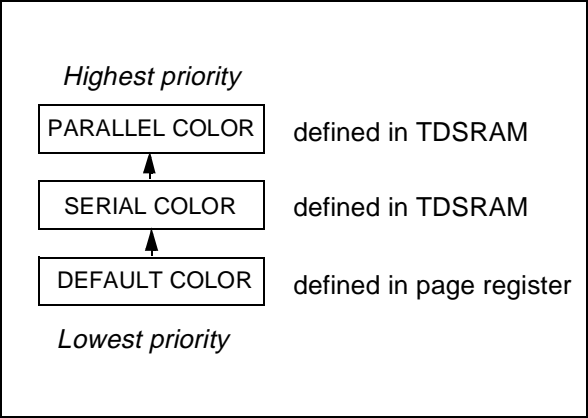 Highest priority
PARALLEL COLOR defined in TDSRAM
SERIAL COLOR defined in TDSRAM
DEFAULT COLOR defined in page register
Lowest priority